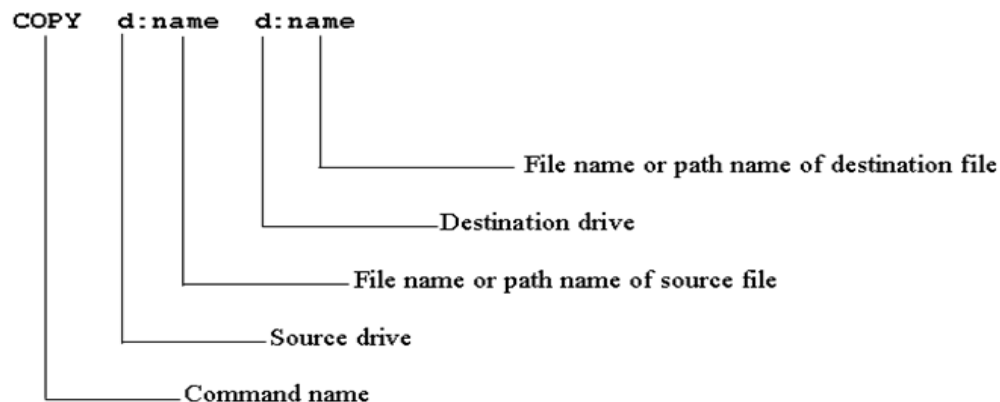 COPY d:name d:name
File name or path name of destination file
Destination drive
File name or path name of source file
Source drive
Command name